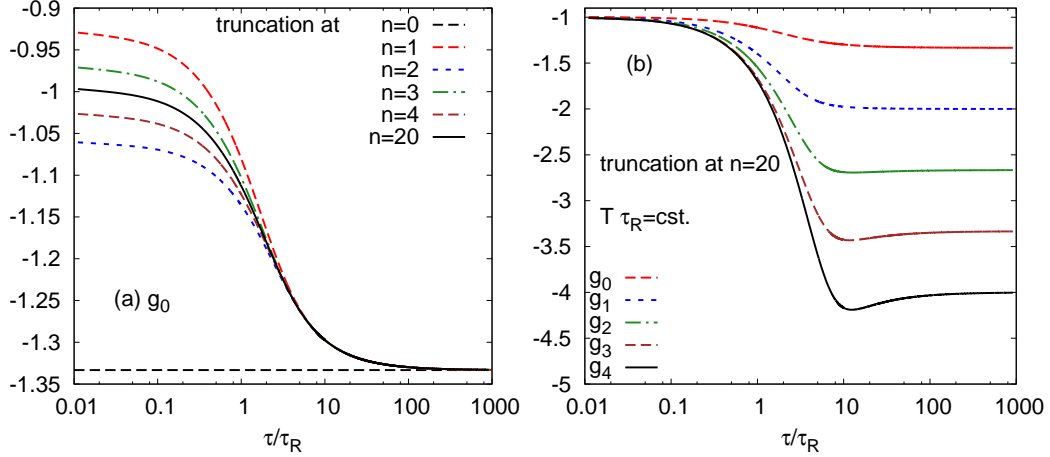 truncation at
n=0
n=1
n=2
n=3
n=4
n=20
(a) g₀
-0.9
-0.95
-1
-1.05
-1.1
-1.15
-1.2
-1.25
-1.3
-1.35
0.01
0.1
1
10
100
1000
τ/τ_R
(b)
truncation at n=20
T τ_R=cst.
g₀
g₁
g₂
g₃
g₄
-1
-1.5
-2
-2.5
-3
-3.5
-4
-4.5
-5
0.01
0.1
1
10
100
1000
τ/τ_R